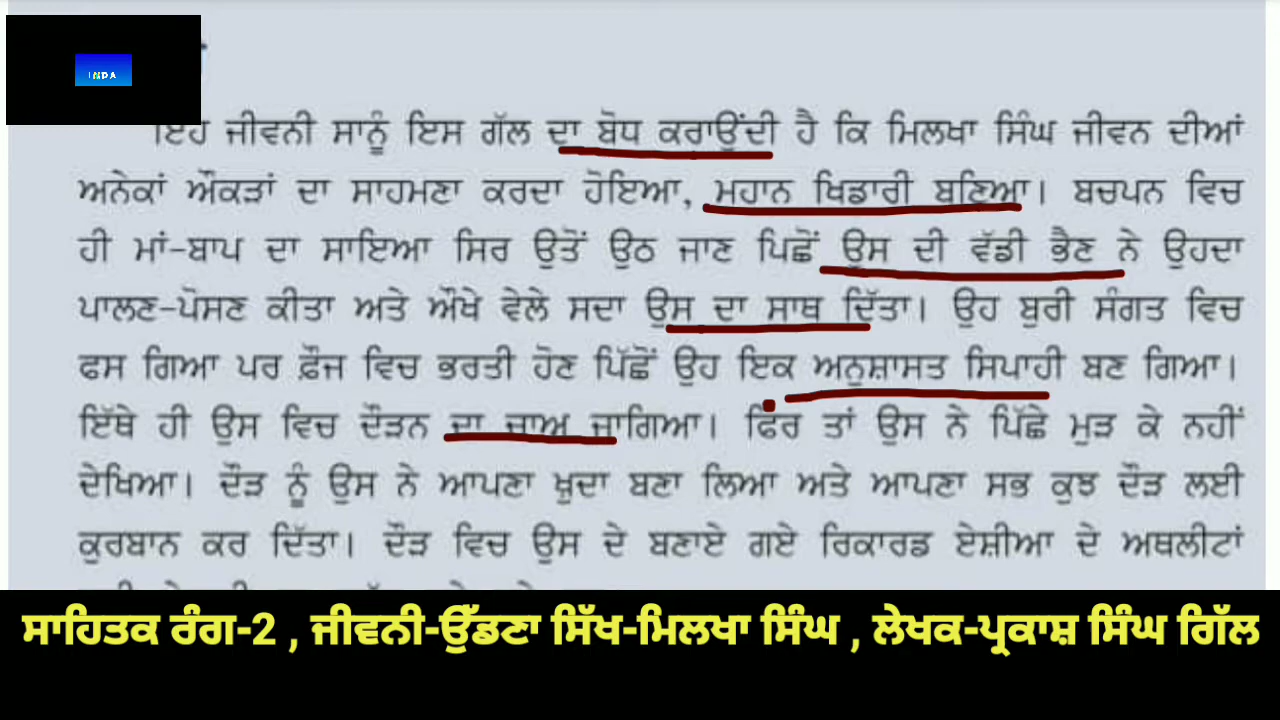 INDA
ਇਹ ਜੀਵਨੀ ਸਾਨੂੰ ਇਸ ਗੱਲ ਦਾ ਬੋਧ ਕਰਾਉਂਦੀ ਹੈ ਕਿ ਮਿਲਖਾ ਸਿੰਘ ਜੀਵਨ ਦੀਆਂ
ਅਨੇਕਾਂ ਔਕੜਾਂ ਦਾ ਸਾਹਮਣਾ ਕਰਦਾ ਹੋਇਆ, ਮਹਾਨ ਖਿਡਾਰੀ ਬਣਿਆ। ਬਚਪਨ ਵਿਚ
ਹੀ ਮਾਂ-ਬਾਪ ਦਾ ਸਾਇਆ ਸਿਰ ਉਤੋਂ ਉਠ ਜਾਣ ਪਿਛੋਂ ਉਸ ਦੀ ਵੱਡੀ ਭੈਣ ਨੇ ਉਹਦਾ
ਪਾਲਣ-ਪੋਸਣ ਕੀਤਾ ਅਤੇ ਔਖੇ ਵੇਲੇ ਸਦਾ ਉਸ ਦਾ ਸਾਥ ਦਿੱਤਾ। ਉਹ ਬੁਰੀ ਸੰਗਤ ਵਿਚ
ਫਸ ਗਿਆ ਪਰ ਫ਼ੌਜ ਵਿਚ ਭਰਤੀ ਹੋਣ ਪਿੱਛੋਂ ਉਹ ਇਕ ਅਨੁਸ਼ਾਸਤ ਸਿਪਾਹੀ ਬਣ ਗਿਆ।
ਇੱਥੇ ਹੀ ਉਸ ਵਿਚ ਦੌੜਨ ਦਾ ਚਾਅ ਜਾਗਿਆ। ਫਿਰ ਤਾਂ ਉਸ ਨੇ ਪਿੱਛੇ ਮੁੜ ਕੇ ਨਹੀਂ
ਦੇਖਿਆ। ਦੌੜ ਨੂੰ ਉਸ ਨੇ ਆਪਣਾ ਖ਼ੁਦਾ ਬਣਾ ਲਿਆ ਅਤੇ ਆਪਣਾ ਸਭ ਕੁਝ ਦੌੜ ਲਈ
ਕੁਰਬਾਨ ਕਰ ਦਿੱਤਾ। ਦੌੜ ਵਿਚ ਉਸ ਦੇ ਬਣਾਏ ਗਏ ਰਿਕਾਰਡ ਏਸ਼ੀਆ ਦੇ ਅਥਲੀਟਾਂ
ਸਾਹਿਤਕ ਰੰਗ-2 , ਜੀਵਨੀ-ਉੱਡਣਾ ਸਿੱਖ-ਮਿਲਖਾ ਸਿੰਘ , ਲੇਖਕ-ਪ੍ਰਕਾਸ਼ ਸਿੰਘ ਗਿੱਲ